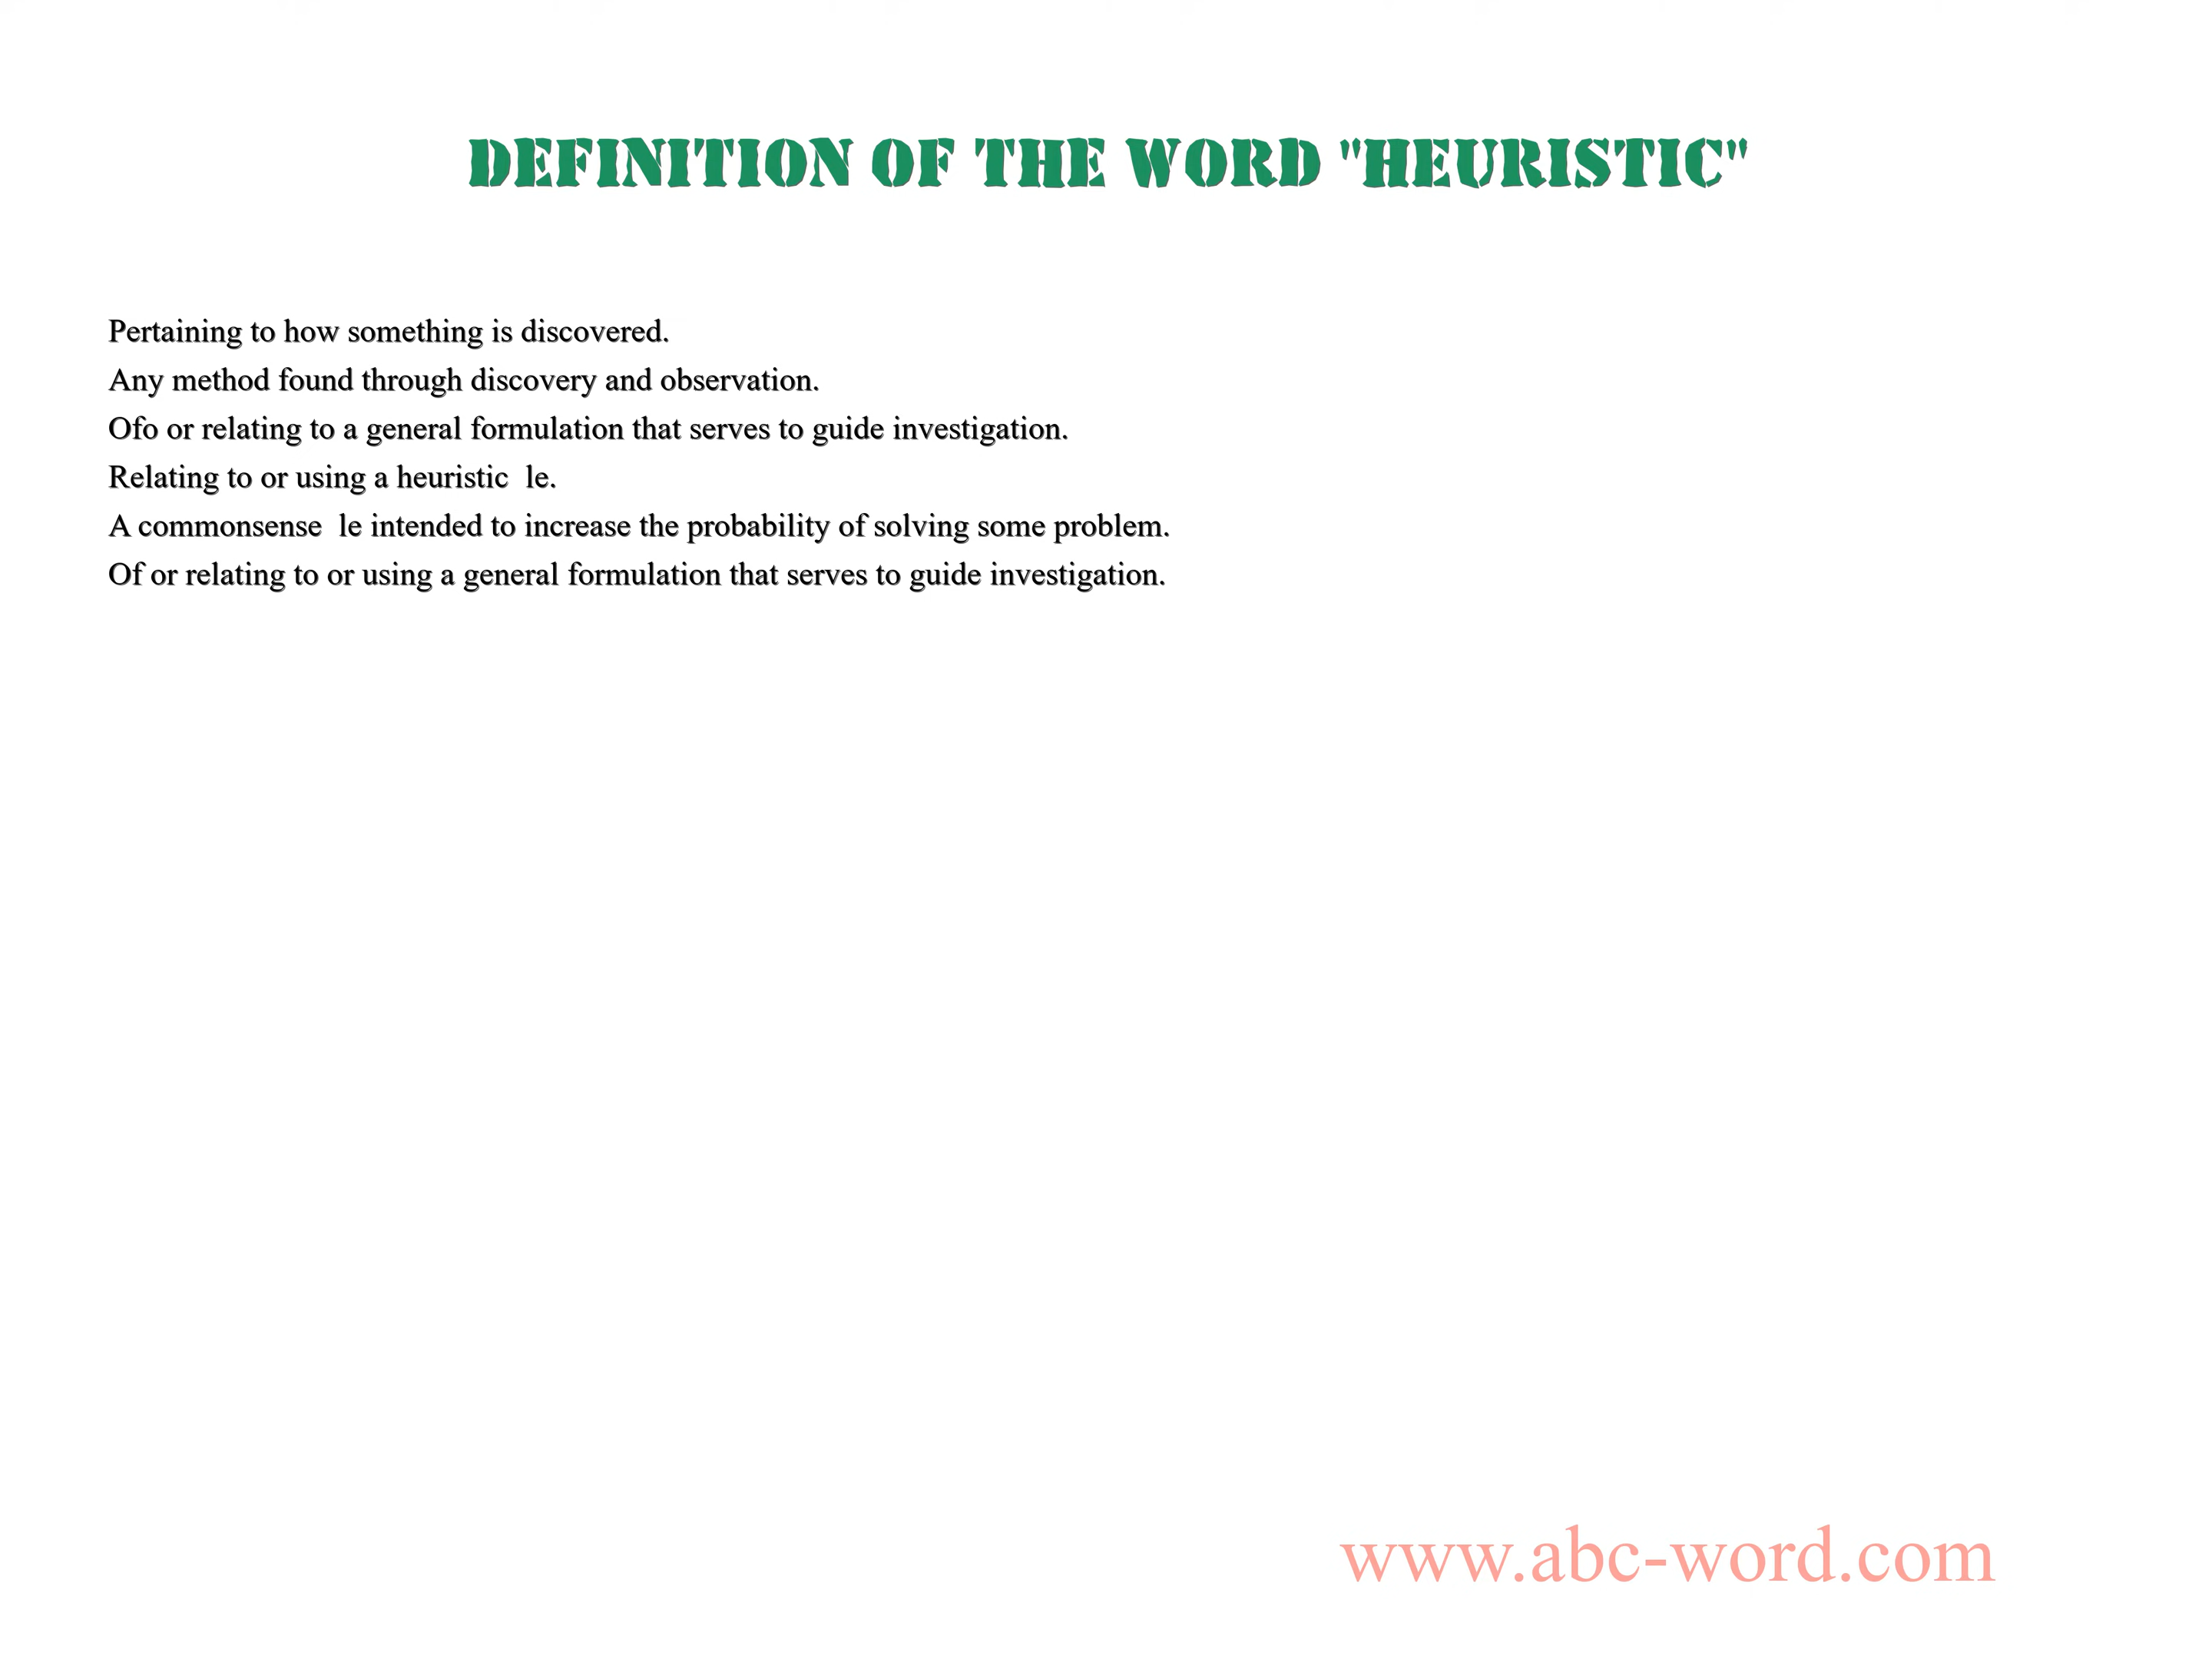 DEFINITION OF THE WORD "HEURISTIC"
Pertaining to how something is discovered.
Any method found through discovery and observation.
Ofo or relating to a general formulation that serves to guide investigation.
Relating to or using a heuristic  le.
A commonsense  le intended to increase the probability of solving some problem.
Of or relating to or using a general formulation that serves to guide investigation.
www.abc-word.com